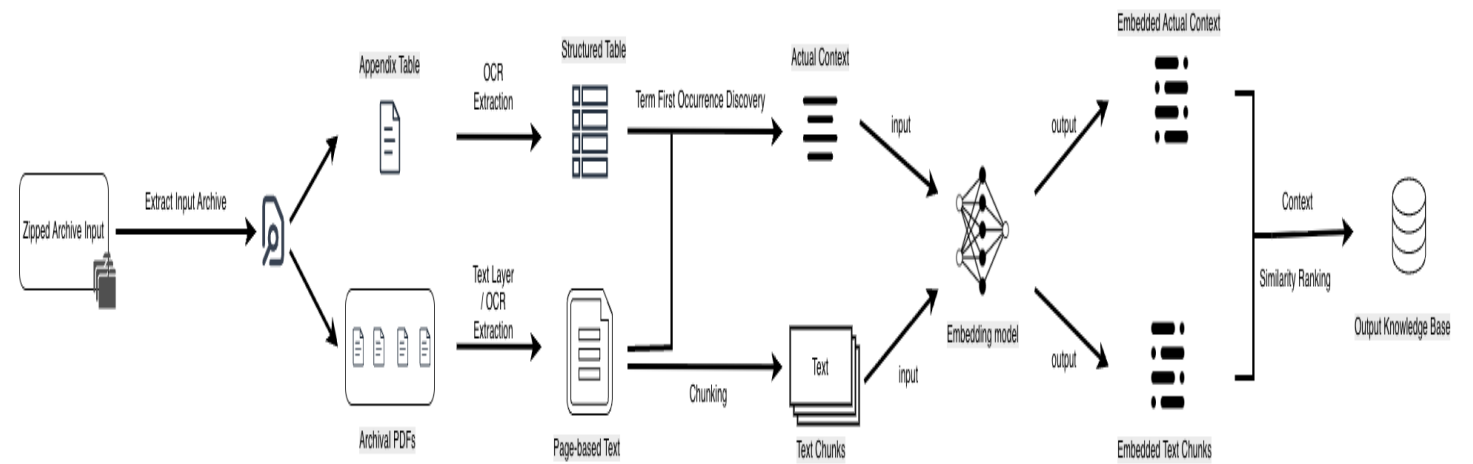 Zipped Archive Input
Extract Input Archive
Appendix Table
Archival PDFs
OCR
Extraction
Text Layer
/ OCR
Extraction
Structured Table
Page-based Text
Term First Occurrence Discovery
Chunking
Actual Context
Text
Text Chunks
input
input
Embedding model
output
output
Embedded Actual Context
Embedded Text Chunks
Context
Similarity Ranking
Output Knowledge Base